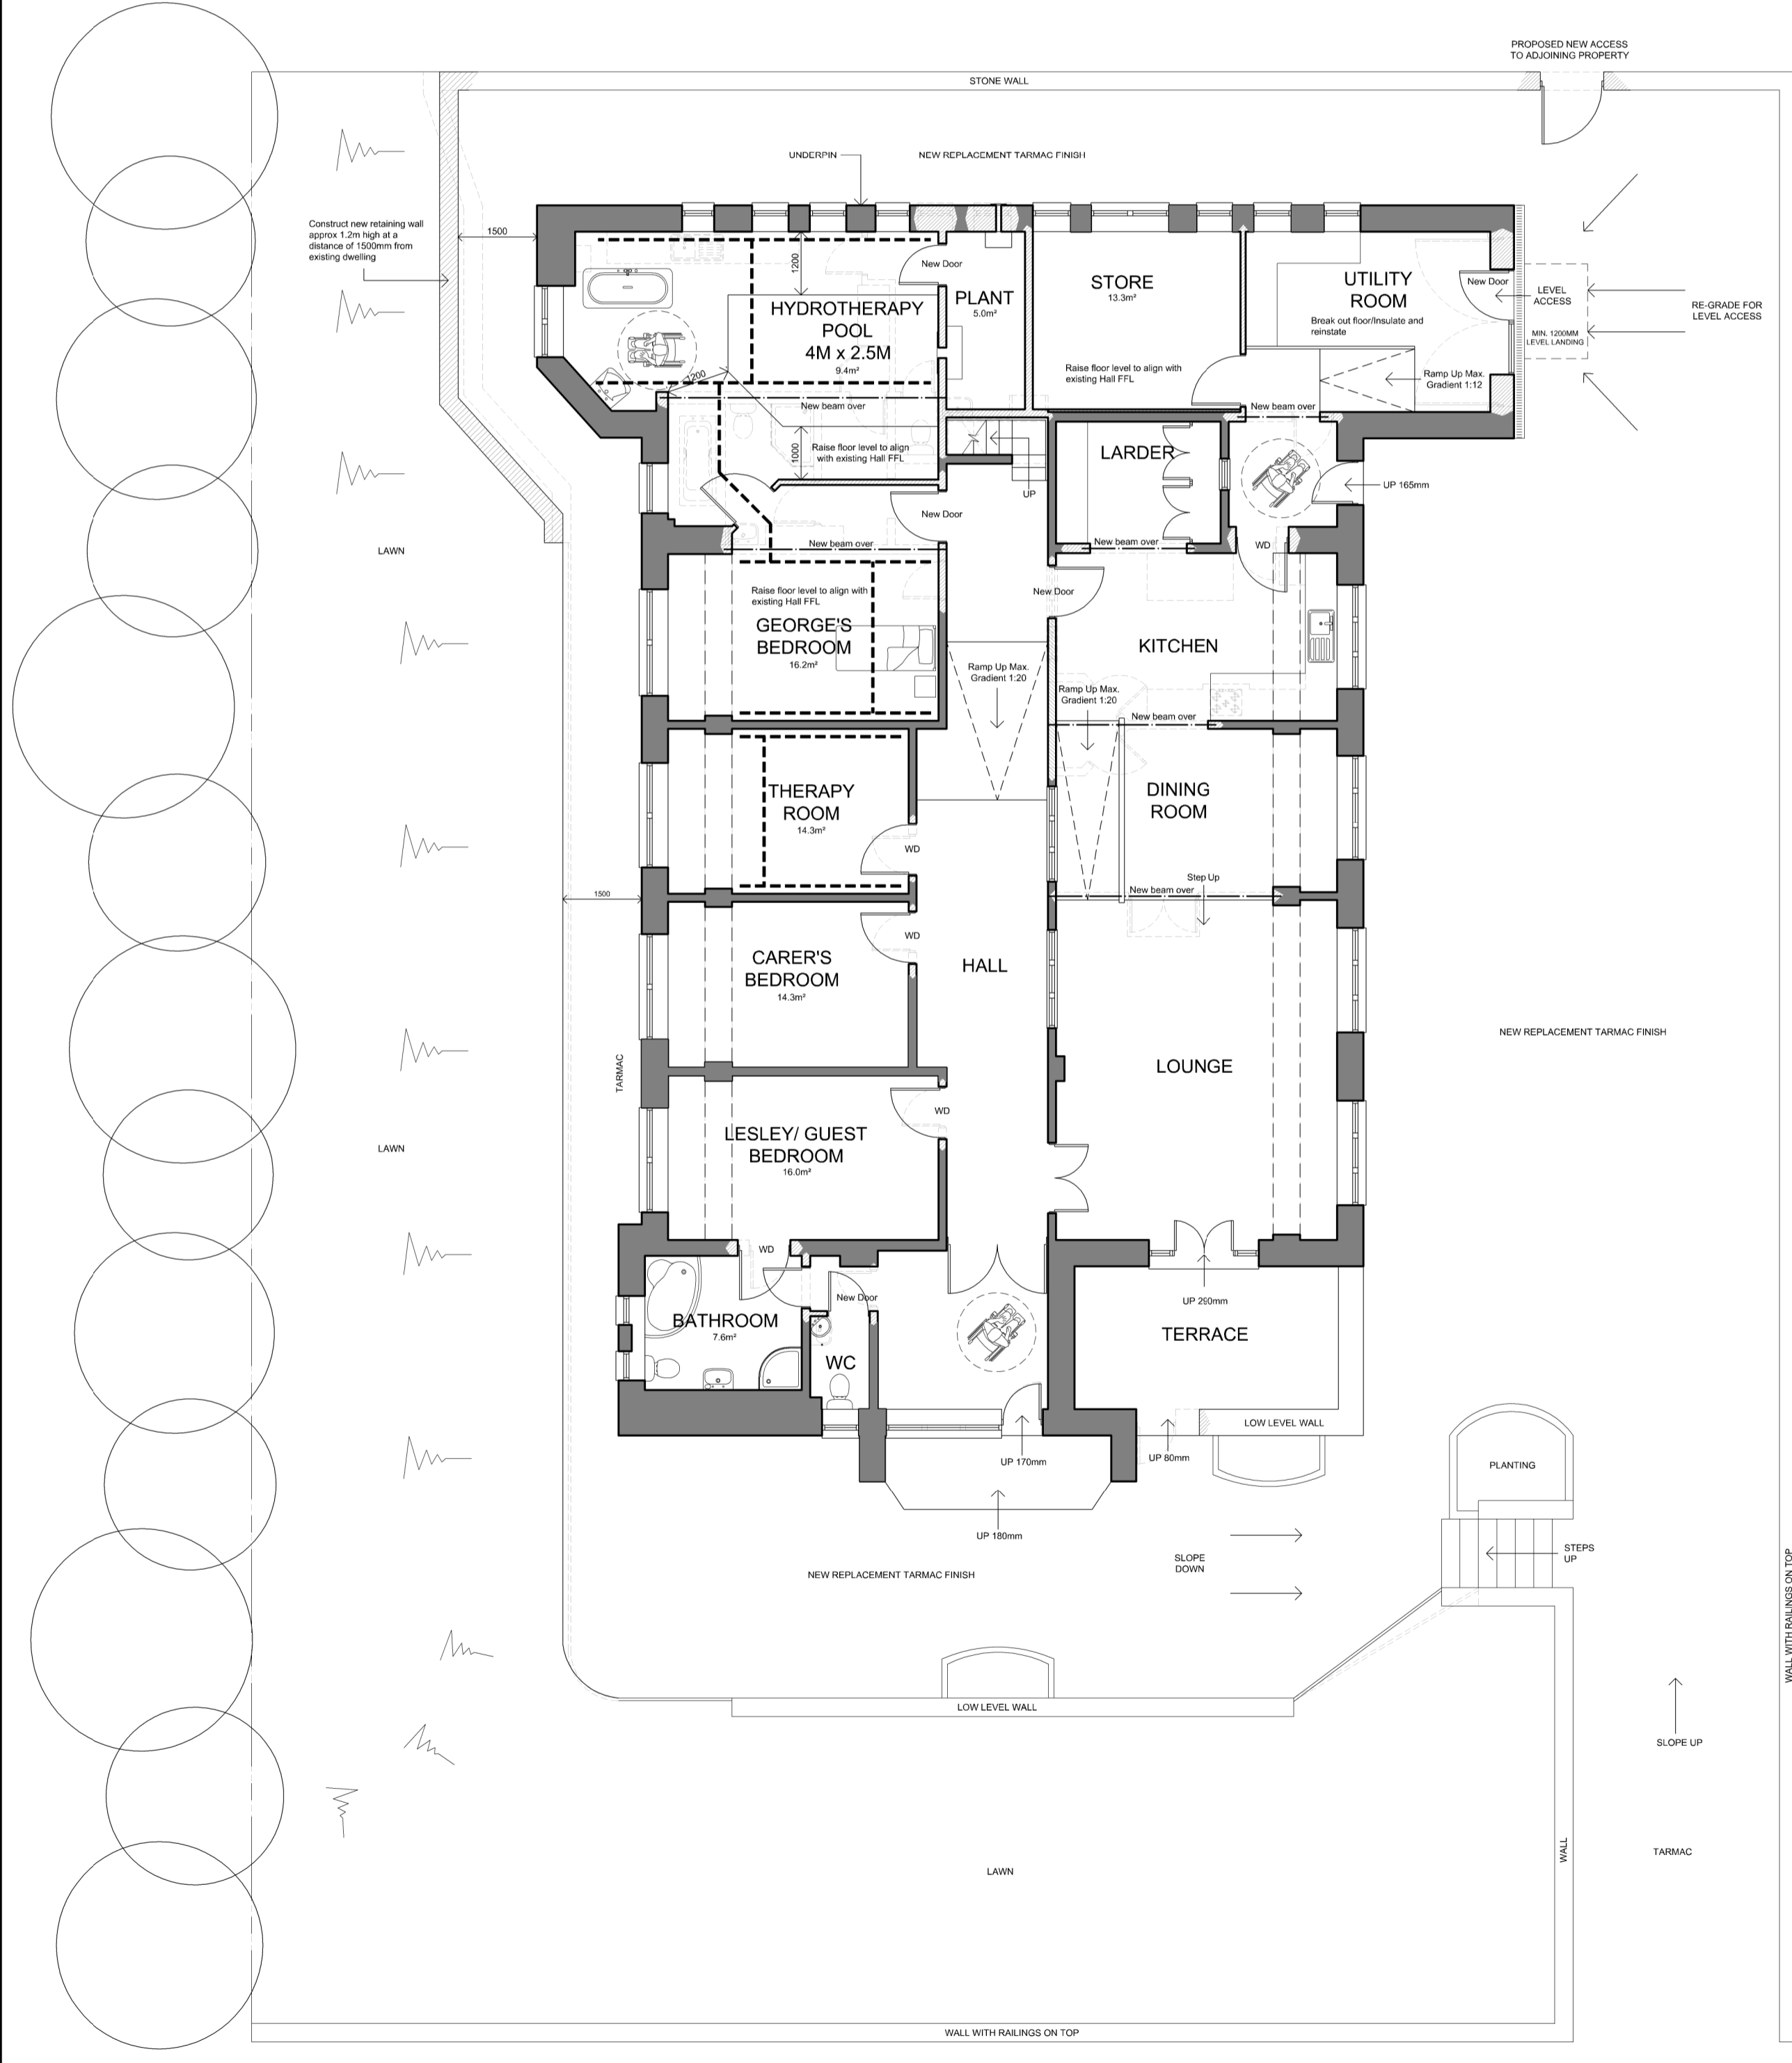 PROPOSED NEW ACCESS
TO ADJOINING PROPERTY
STONE WALL
UNDERPIN
NEW REPLACEMENT TARMAC FINISH
Construct new retaining wall
approx 1.2m high at a
distance of 1500mm from
existing dwelling
1500
1200
New Door
HYDROTHERAPY
POOL
4M x 2.5M
9.4m²
1200
New beam over
1000
Raise floor level to align
with existing Hall FFL
PLANT
5.0m²
STORE
13.3m²
Raise floor level to align with
existing Hall FFL
UTILITY
ROOM
Break out floor/Insulate and
reinstate
New Door
LEVEL
ACCESS
MIN. 1200MM
LEVEL LANDING
RE-GRADE FOR
LEVEL ACCESS
Ramp Up Max.
Gradient 1:12
New beam over
LARDER
UP
UP 165mm
New Door
New beam over
New beam over
WD
LAWN
Raise floor level to align with
existing Hall FFL
GEORGE'S
BEDROOM
16.2m²
New Door
KITCHEN
Ramp Up Max.
Gradient 1:20
Ramp Up Max.
Gradient 1:20
New beam over
THERAPY
ROOM
14.3m²
WD
DINING
ROOM
Step Up
New beam over
1500
WD
CARER'S
BEDROOM
14.3m²
HALL
NEW REPLACEMENT TARMAC FINISH
TARMAC
LOUNGE
WD
LAWN
LESLEY/ GUEST
BEDROOM
16.0m²
WD
New Door
BATHROOM
7.6m²
WC
UP 290mm
TERRACE
LOW LEVEL WALL
UP 170mm
UP 80mm
PLANTING
UP 180mm
STEPS
UP
SLOPE
DOWN
NEW REPLACEMENT TARMAC FINISH
WALL WITH RAILINGS ON TOP
LOW LEVEL WALL
SLOPE UP
WALL
TARMAC
LAWN
WALL WITH RAILINGS ON TOP